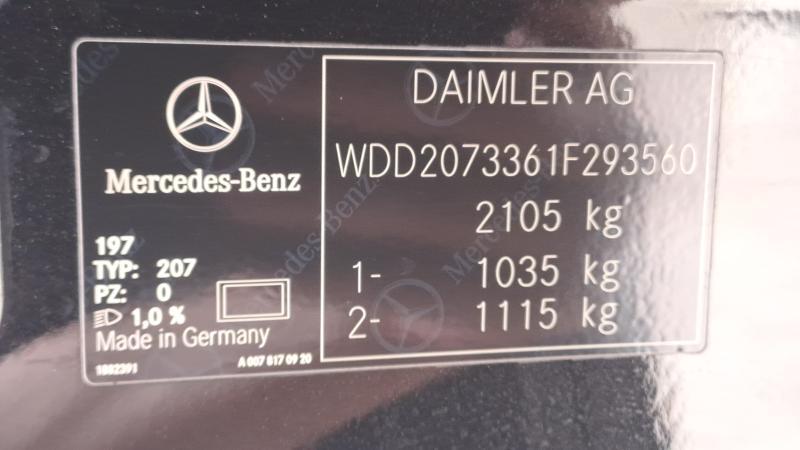 Mercedes-Benz
197
TYP: 207
PZ: 0
1,0 %
Made in Germany
1882391
A 007 817 09 20
DAIMLER AG
WDD2073361F293560
2105 kg
1- 1035 kg
2- 1115 kg